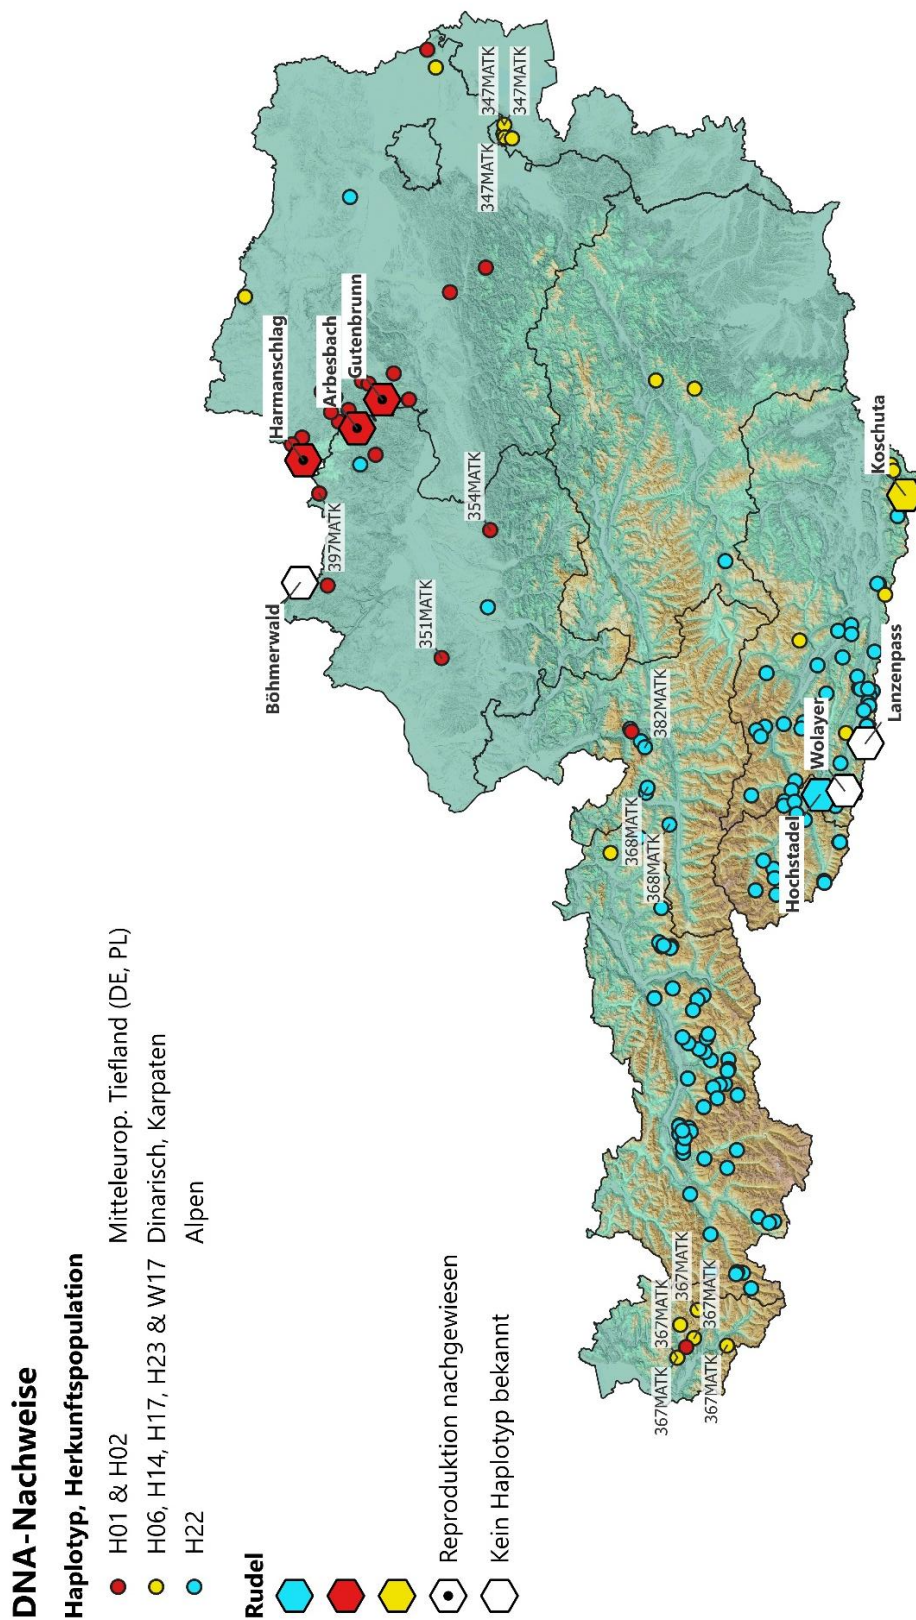 DNA-Nachweise
Haplotyp, Herkunftspopulation
H01 & H02 Mitteleurop. Tiefland (DE, PL)
H06, H14, H17, H23 & W17 Dinarisch, Karpaten
H22 Alpen
Rudel
Reproduktion nachgewiesen
Kein Haplotyp bekannt
Harmanschlag
Arbesbach
Gutenbrunn
Böhmerwald
397MATK
354MATK
351MATK
347MATK
347MATK
347MATK
382MATK
368MATK
368MATK
367MATK
367MATK
367MATK
367MATK
367MATK
Hochstadel
Wolayer
Lanzenpass
Koschuta